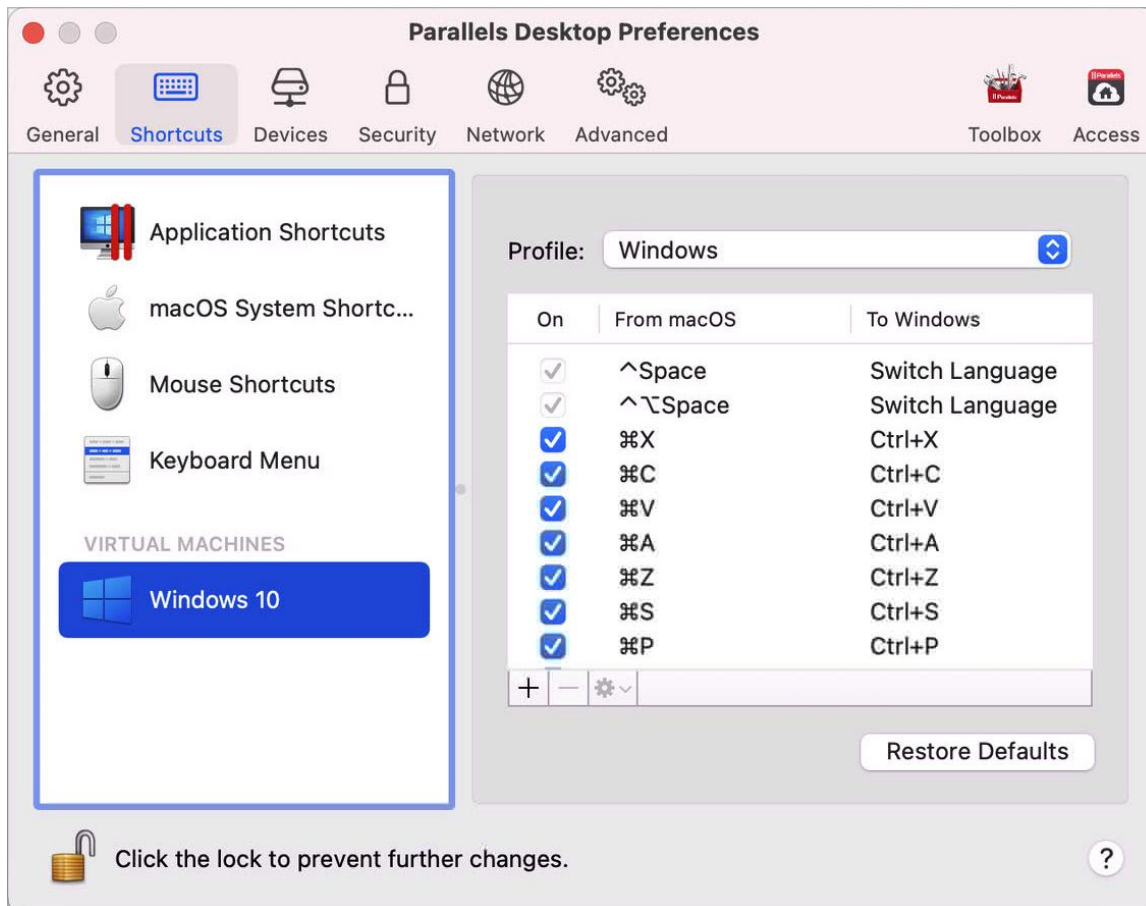 Parallels Desktop Preferences
General Shortcuts Devices Security Network Advanced Toolbox Access
Application Shortcuts
macOS System Shortc...
Mouse Shortcuts
Keyboard Menu
VIRTUAL MACHINES
Windows 10
Profile: Windows
On From macOS To Windows
^Space Switch Language
^⌥Space Switch Language
⌘X Ctrl+X
⌘C Ctrl+C
⌘V Ctrl+V
⌘A Ctrl+A
⌘Z Ctrl+Z
⌘S Ctrl+S
⌘P Ctrl+P
Restore Defaults
Click the lock to prevent further changes.
?